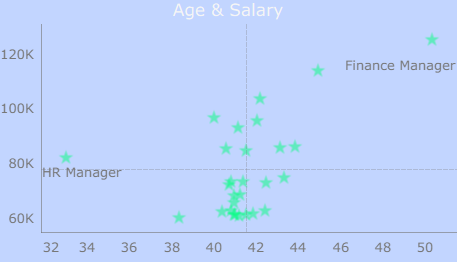 Age & Salary
120K
Finance Manager
100K
80K
HR Manager
60K
32 34 36 38 40 42 44 46 48 50